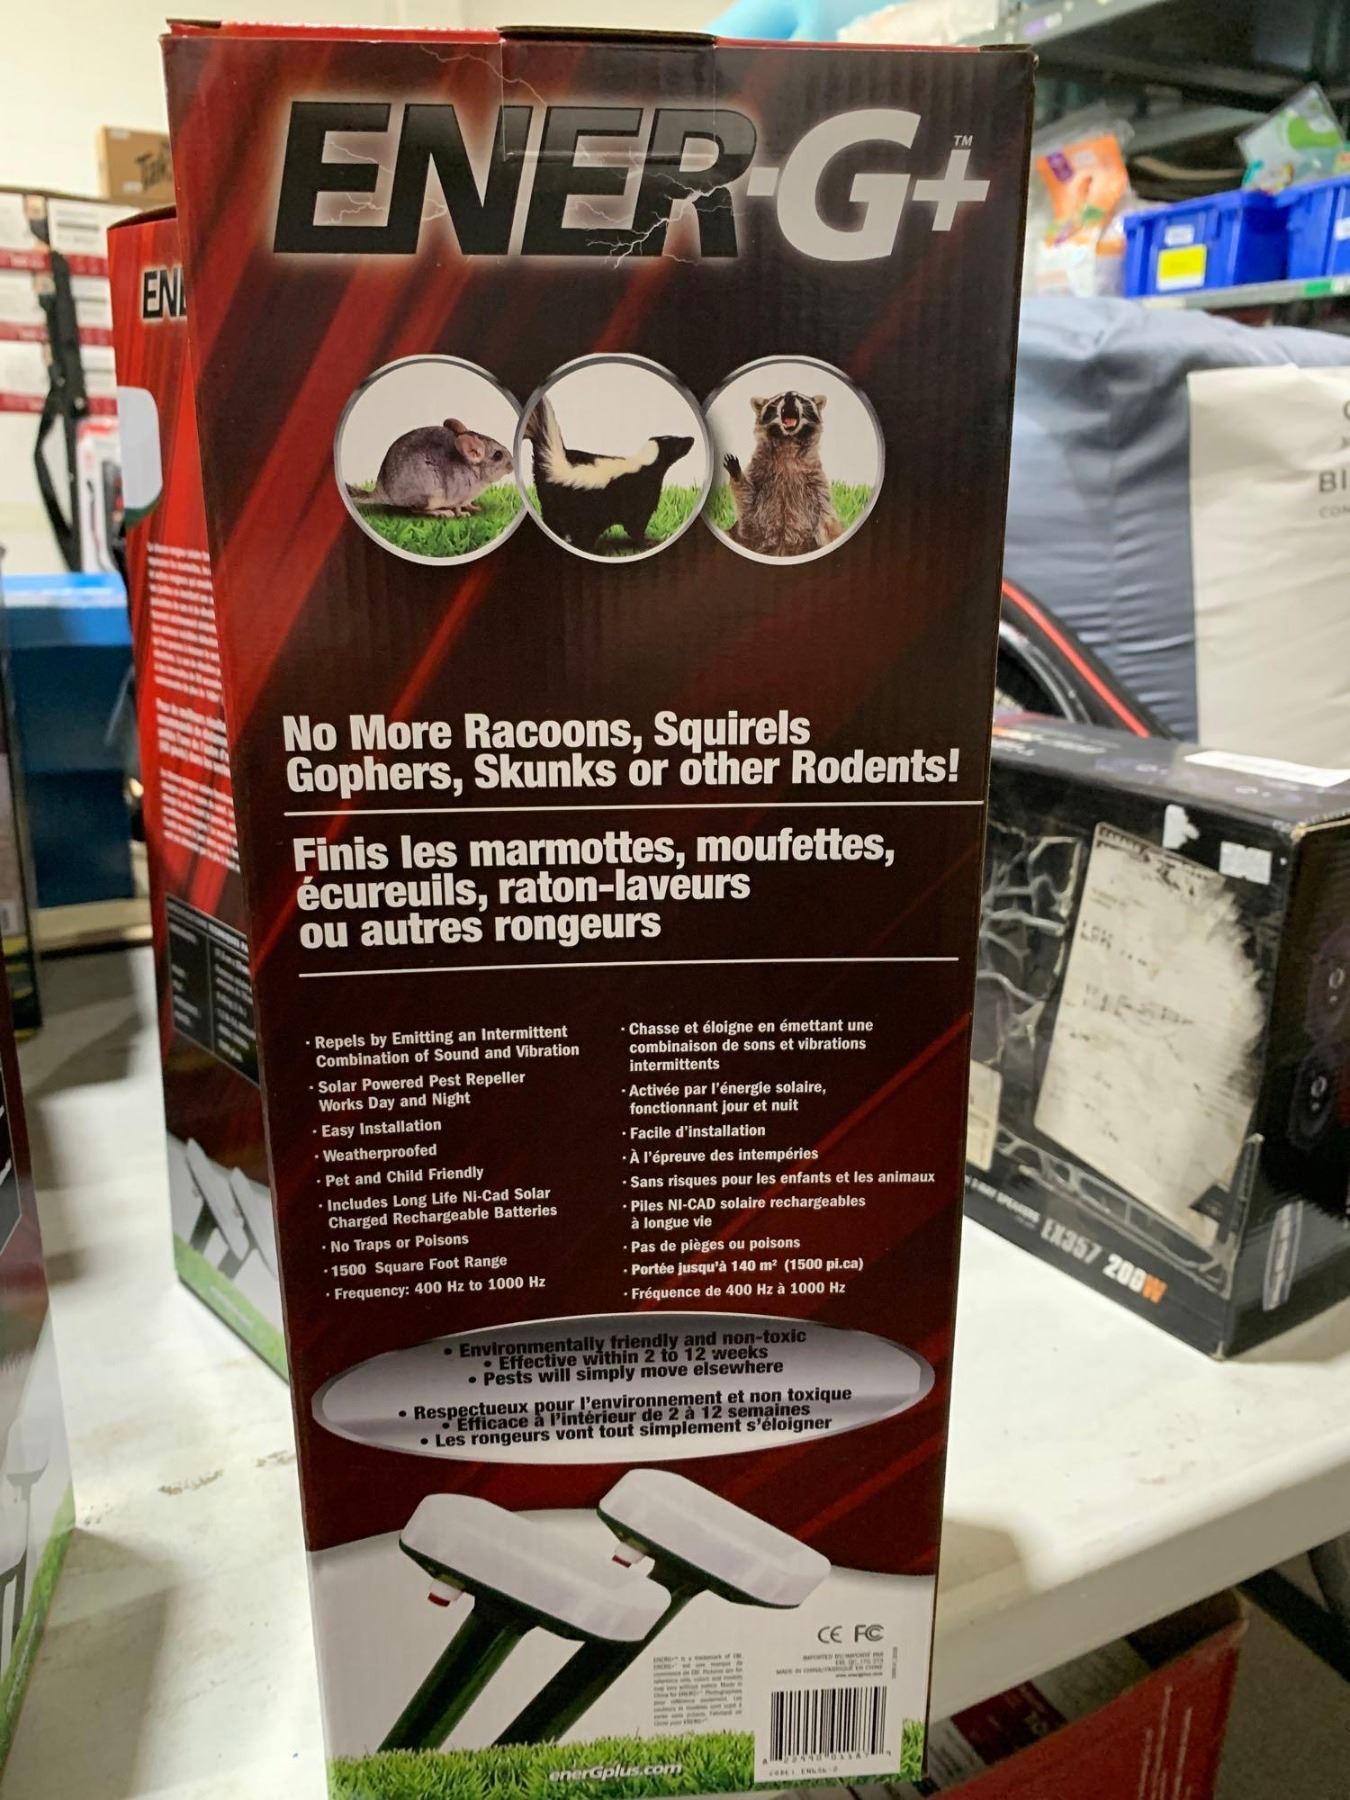 ENER-G+™
EN
No More Racoons, Squirels
Gophers, Skunks or other Rodents!
Finis les marmottes, moufettes,
écureuils, raton-laveurs
ou autres rongeurs
· Repels by Emitting an Intermittent
Combination of Sound and Vibration
· Solar Powered Pest Repeller
Works Day and Night
· Easy Installation
· Weatherproofed
· Pet and Child Friendly
· Includes Long Life Ni-Cad Solar
Charged Rechargeable Batteries
· No Traps or Poisons
· 1500 Square Foot Range
· Frequency: 400 Hz to 1000 Hz
· Chasse et éloigne en émettant une
combinaison de sons et vibrations
intermittents
· Activée par l'énergie solaire,
fonctionnant jour et nuit
· Facile d'installation
· À l'épreuve des intempéries
· Sans risques pour les enfants et les animaux
· Piles NI-CAD solaire rechargeables
à longue vie
· Pas de pièges ou poisons
· Portée jusqu'à 140 m² (1500 pi.ca)
· Fréquence de 400 Hz à 1000 Hz
• Environmentally friendly and non-toxic
• Effective within 2 to 12 weeks
• Pests will simply move elsewhere
• Respectueux pour l'environnement et non toxique
• Efficace à l'intérieur de 2 à 12 semaines
• Les rongeurs vont tout simplement s'éloigner
CE FC
MADE IN CHINA/FABRIQUÉ EN CHINE
enerGplus.com
BI
EX357 200W